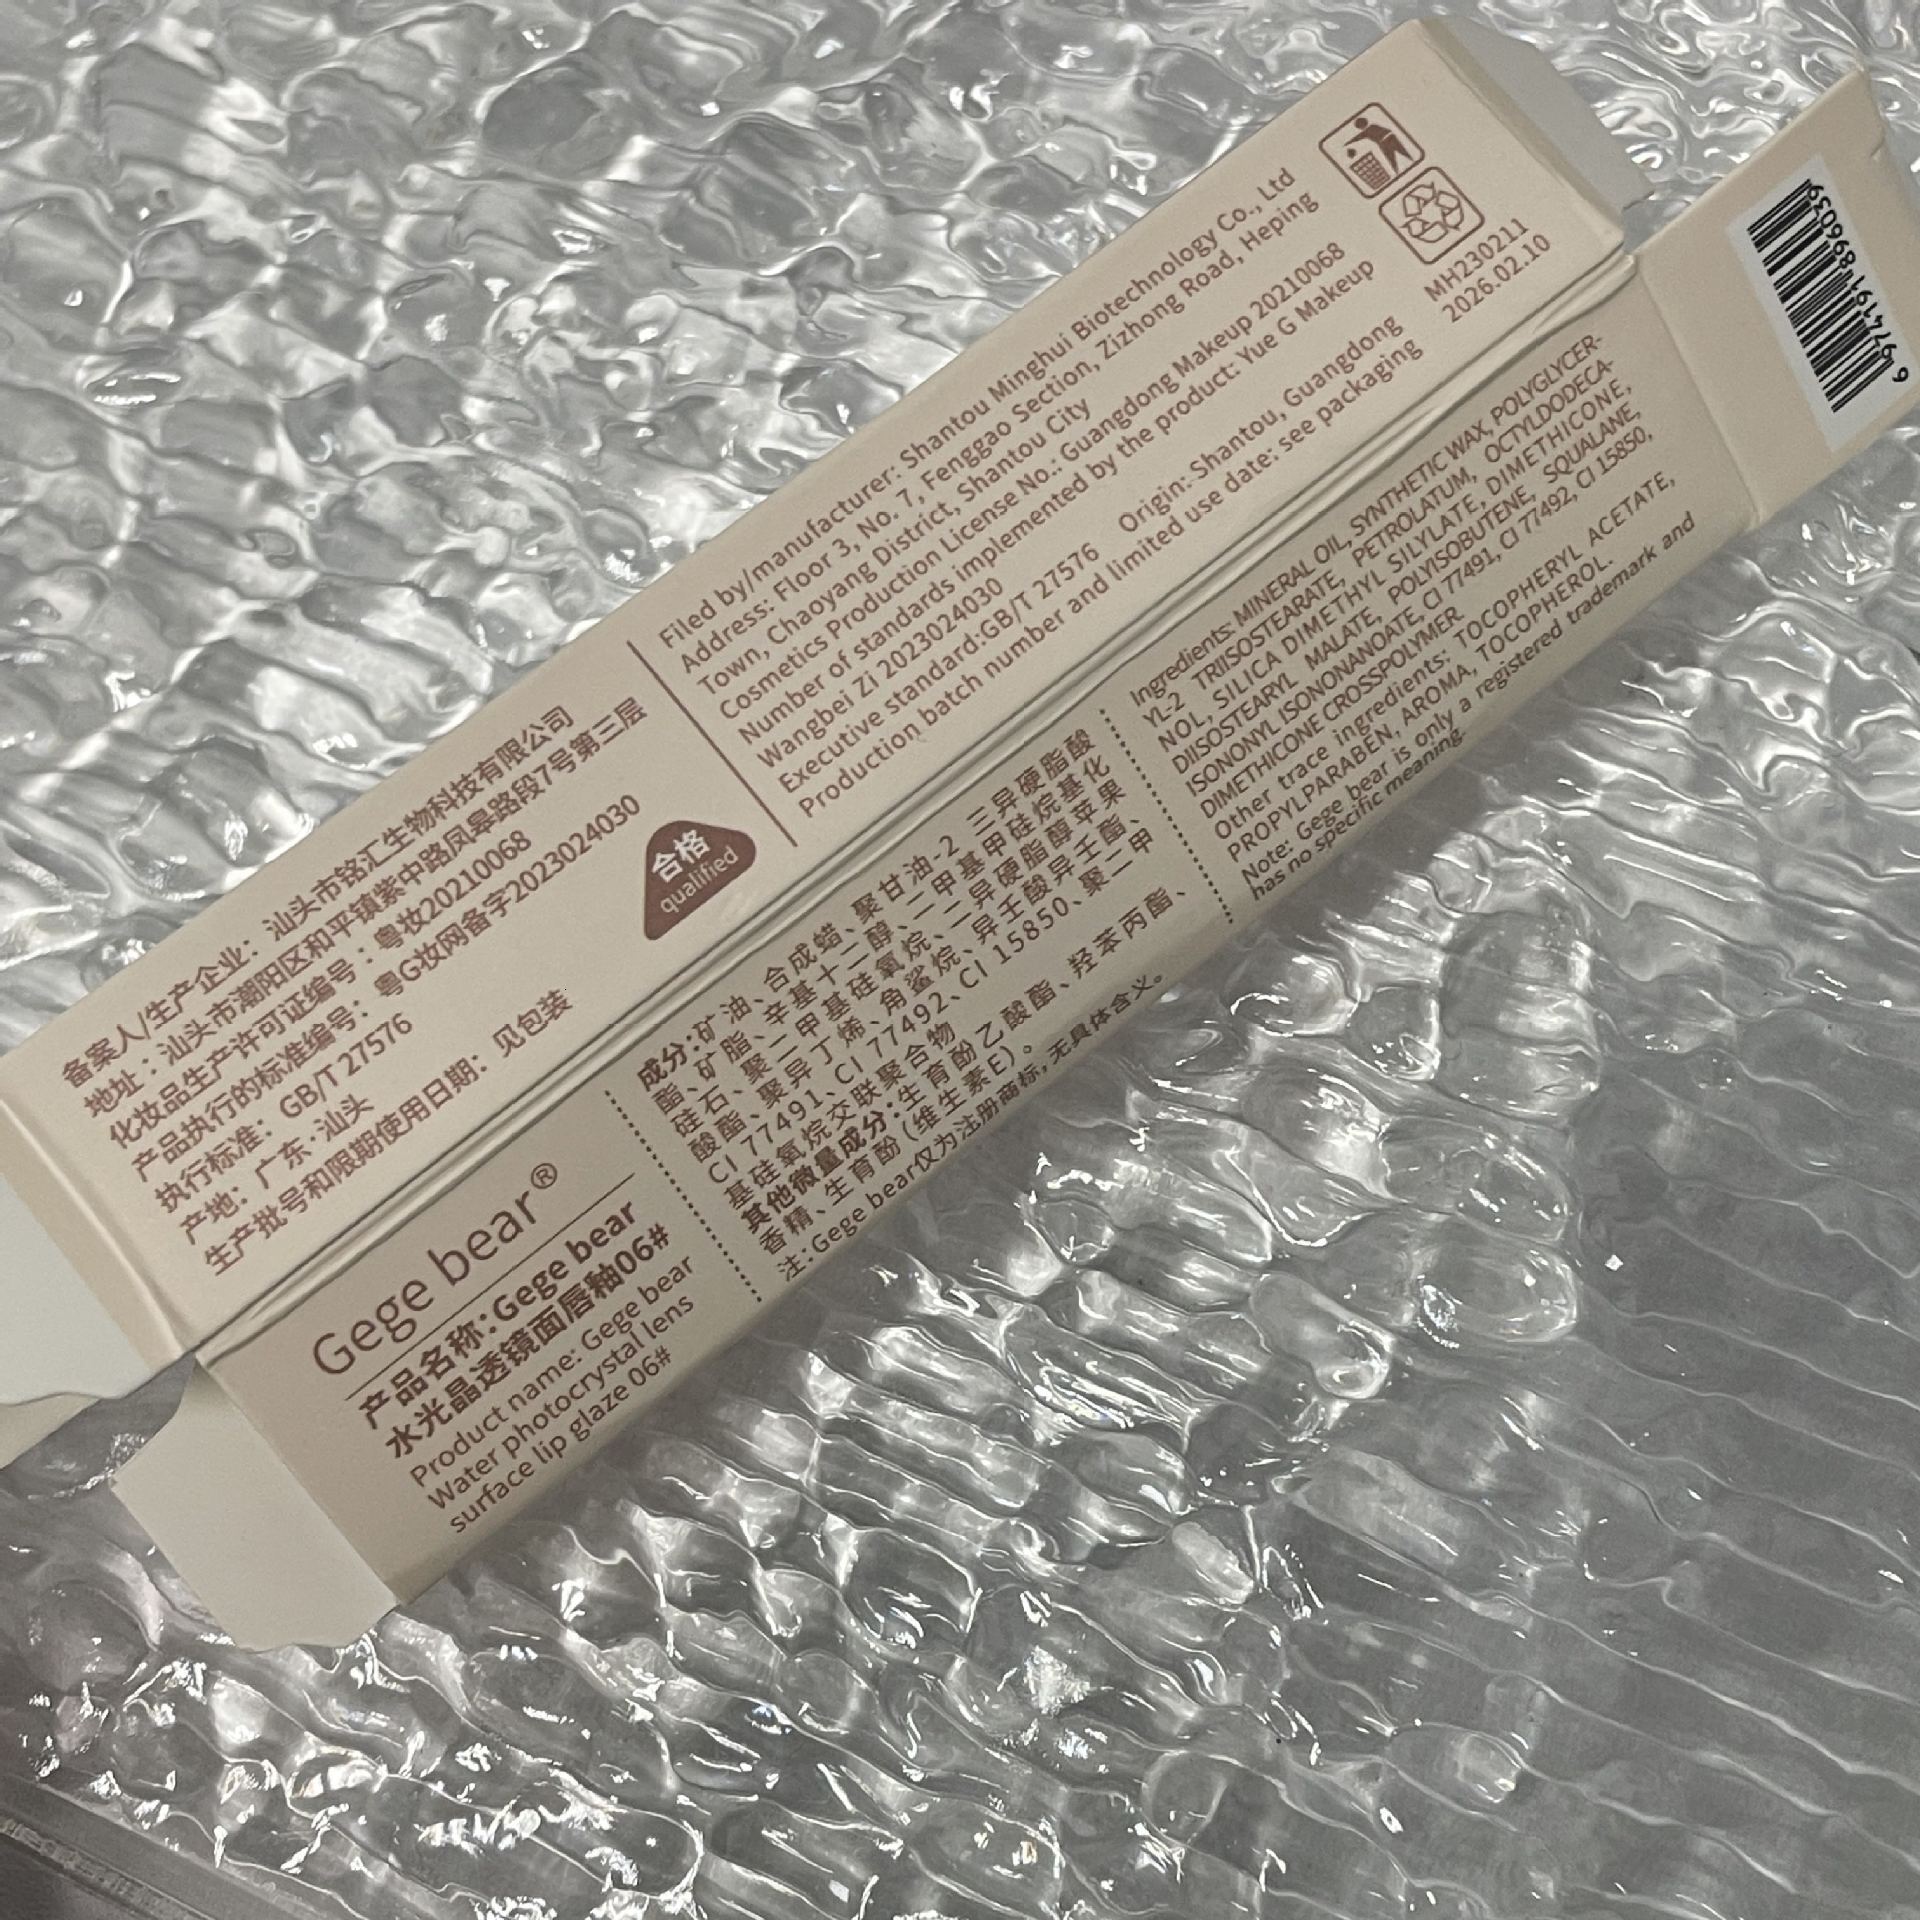 备案人/生产企业：汕头市铭汇生物科技有限公司
地址：汕头市潮阳区和平镇紫中路凤皋路段7号第三层
化妆品生产许可证编号：粤妆20210068
产品执行的标准编号：粤G妆网备字2023024030
执行标准：GB/T 27576
产地：广东·汕头
生产批号和限期使用日期：见包装
合格
qualified
Filed by/manufacturer: Shantou Minghui Biotechnology Co., Ltd
Address: Floor 3, No. 7, Fenggao Section, Zizhong Road, Heping
Town, Chaoyang District, Shantou City
Cosmetics Production License No.: Guangdong Makeup 20210068
Number of standards implemented by the product: Yue G Makeup
Wangbei Zi 2023024030
Executive standard:GB/T 27576 Origin: Shantou, Guangdong
Production batch number and limited use date: see packaging
MH230211
2026.02.10
Gege bear®
产品名称：Gege bear
水光晶透镜面唇釉06#
Product name: Gege bear
Water photocrystal lens
surface lip glaze 06#
成分：矿油、合成蜡、聚甘油-2 三异硬脂酸
酯、矿脂、辛基十二醇、二甲基甲硅烷基化
硅石、聚二甲基硅氧烷、二异硬脂醇苹果
酸酯、聚异丁烯、角鲨烷、异壬酸异壬酯、
CI 77491、CI 77492、CI 15850、聚二甲
基硅氧烷交联聚合物
其他微量成分：生育酚乙酸酯、羟苯丙酯、
香精、生育酚（维生素E）。
注：Gege bear仅为注册商标，无具体含义。
Ingredients: MINERAL OIL, SYNTHETIC WAX, POLYGLYCER-
YL-2 TRIISOSTEARATE, PETROLATUM, OCTYLDODECA-
NOL, SILICA DIMETHYL SILYLATE, DIMETHICONE,
DIISOSTEARYL MALATE, POLYISOBUTENE, SQUALANE,
ISONONYL ISONONANOATE, CI 77491, CI 77492, CI 15850,
DIMETHICONE CROSSPOLYMER
Other trace ingredients: TOCOPHERYL ACETATE,
PROPYLPARABEN, AROMA, TOCOPHEROL.
Note: Gege bear is only a registered trademark and
has no specific meaning.
6 974191 896039